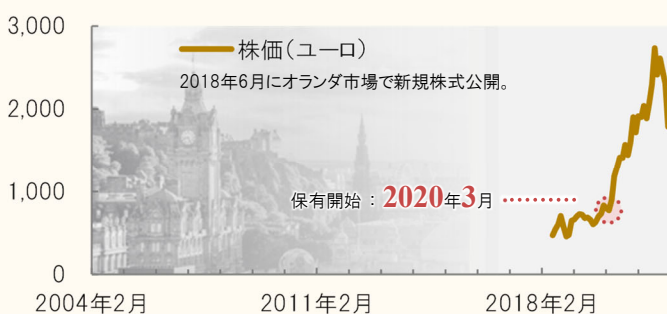 3,000
株価（ユーロ）
2018年6月にオランダ市場で新規株式公開。
2,000
1,000
保有開始：2020年3月
0
2004年2月 2011年2月 2018年2月